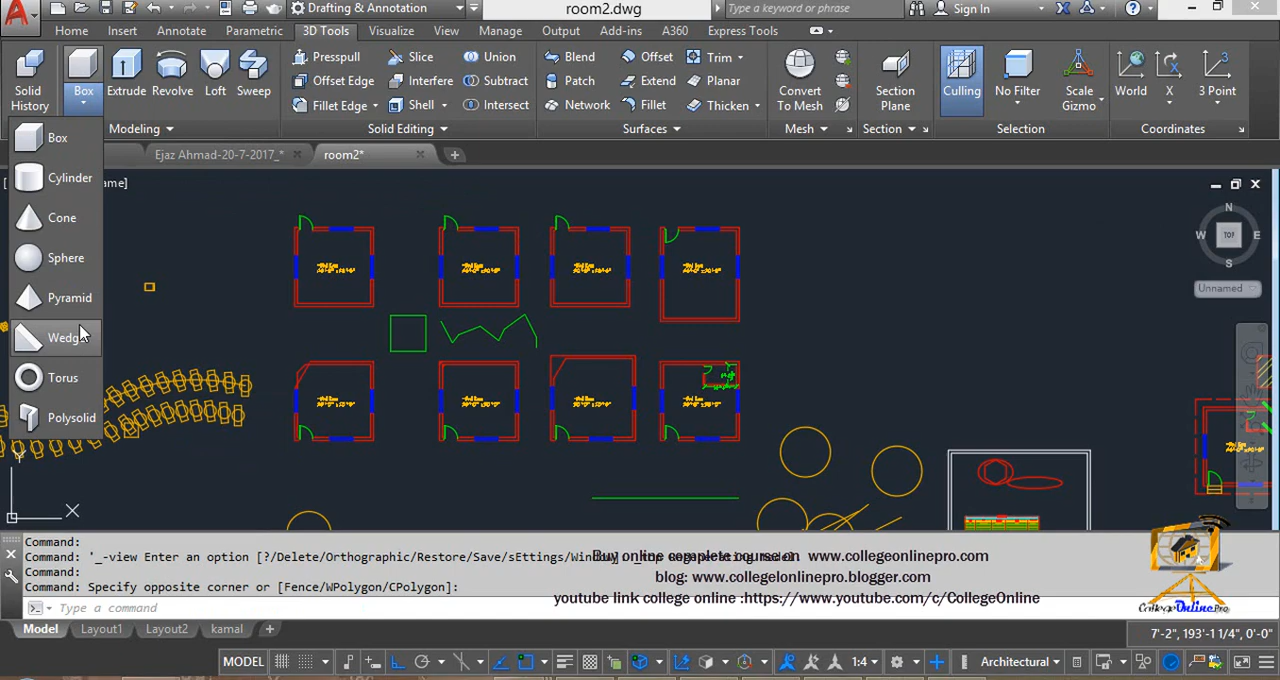 Drafting & Annotation
room2.dwg
Type a keyword or phrase
Sign In
Home Insert Annotate Parametric 3D Tools Visualize View Manage Output Add-ins A360 Express Tools
Solid History
Box
Extrude
Revolve
Loft
Sweep
Presspull
Offset Edge
Fillet Edge
Slice
Interfere
Shell
Union
Subtract
Intersect
Blend
Patch
Network
Offset
Extend
Fillet
Trim
Planar
Thicken
Convert To Mesh
Section Plane
Culling
No Filter
Scale Gizmo
World
X
3 Point
Modeling
Solid Editing
Surfaces
Mesh
Section
Selection
Coordinates
Ejaz Ahmad-20-7-2017_*
room2*
Box
Cylinder
Cone
Sphere
Pyramid
Wedge
Torus
Polysolid
N
W TOP E
S
Unnamed
Y
X
Command:
Command: '_-view Enter an option [?/Delete/Orthographic/Restore/Save/sEttings/Window]:
Command:
Command: Specify opposite corner or [Fence/WPolygon/CPolygon]:
Type a command
Buy online complete course on www.collegeonlinepro.com
blog: www.collegelonlinepro.blogger.com
youtube link college online :https://www.youtube.com/c/CollegeOnline
College Online Pro
Model Layout1 Layout2 kamal
7'-2", 193'-1 1/4", 0'-0"
MODEL
1:4
Architectural